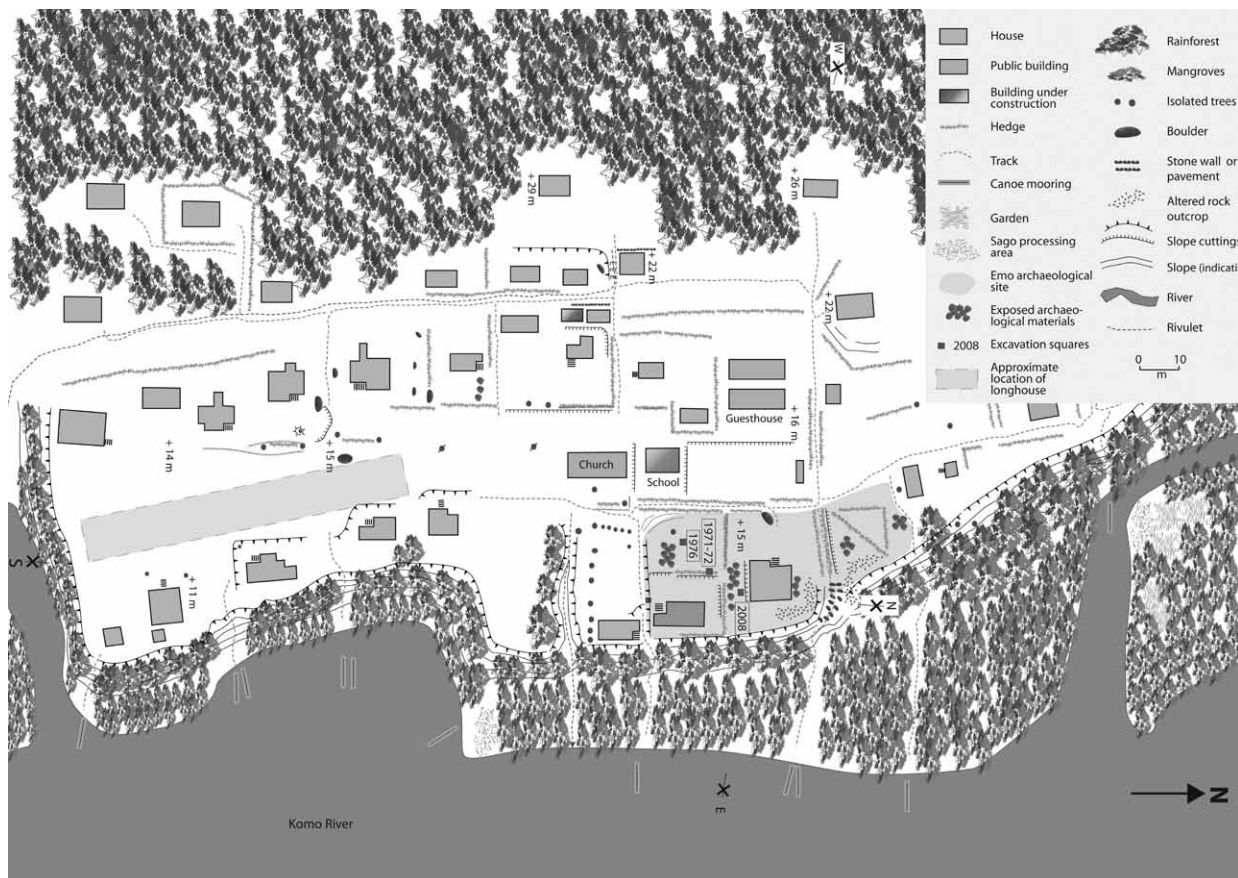 House
Public building
Building under
construction
Hedge
Track
Canoe mooring
Garden
Sago processing
area
Emo archaeological
site
Exposed archaeo-
logical materials
2008 Excavation squares
Approximate
location of
longhouse
Rainforest
Mangroves
Isolated trees
Boulder
Stone wall or
pavement
Altered rock
outcrop
Slope cuttings
Slope (indicati
River
Rivulet
0 10
m
W
+ 29 m
+ 26 m
+ 22 m
+ 22 m
Guesthouse
+ 16 m
+ 14 m
+ 15 m
Church
School
1971-72
1976
+ 15 m
2008
N
S
+ 11 m
E
N
Komo River